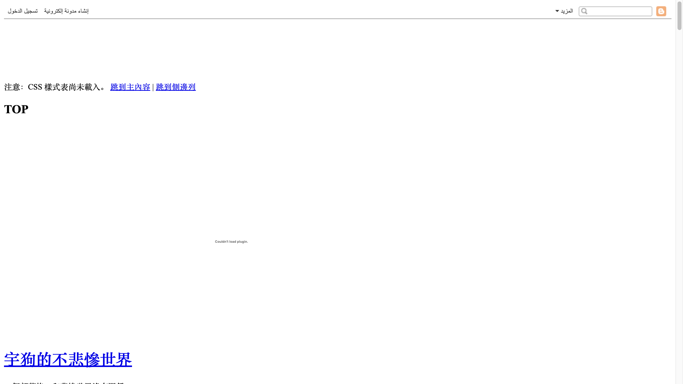 المزيد
إنشاء مدونة إلكترونية تسجيل الدخول
注意: CSS 樣式表尚未載入。 跳到主內容 | 跳到側邊列
TOP
Couldn't load plugin.
宇狗的不悲慘世界